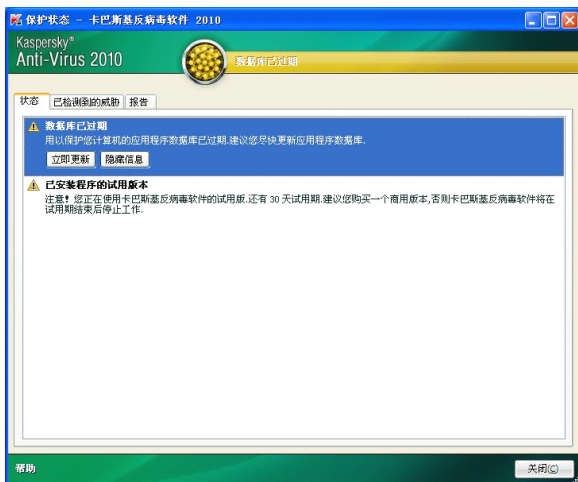 保护状态 - 卡巴斯基反病毒软件 2010
Kaspersky®
Anti-Virus 2010
数据库已过期
状态 已检测到的威胁 报告
数据库已过期
用以保护您计算机的应用程序数据库已过期.建议您尽快更新应用程序数据库.
立即更新 隐藏信息
已安装程序的试用版本
注意! 您正在使用卡巴斯基反病毒软件的试用版.还有 30 天试用期.建议您购买一个商用版本,否则卡巴斯基反病毒软件将在
试用期结束后停止工作.
帮助
关闭(C)